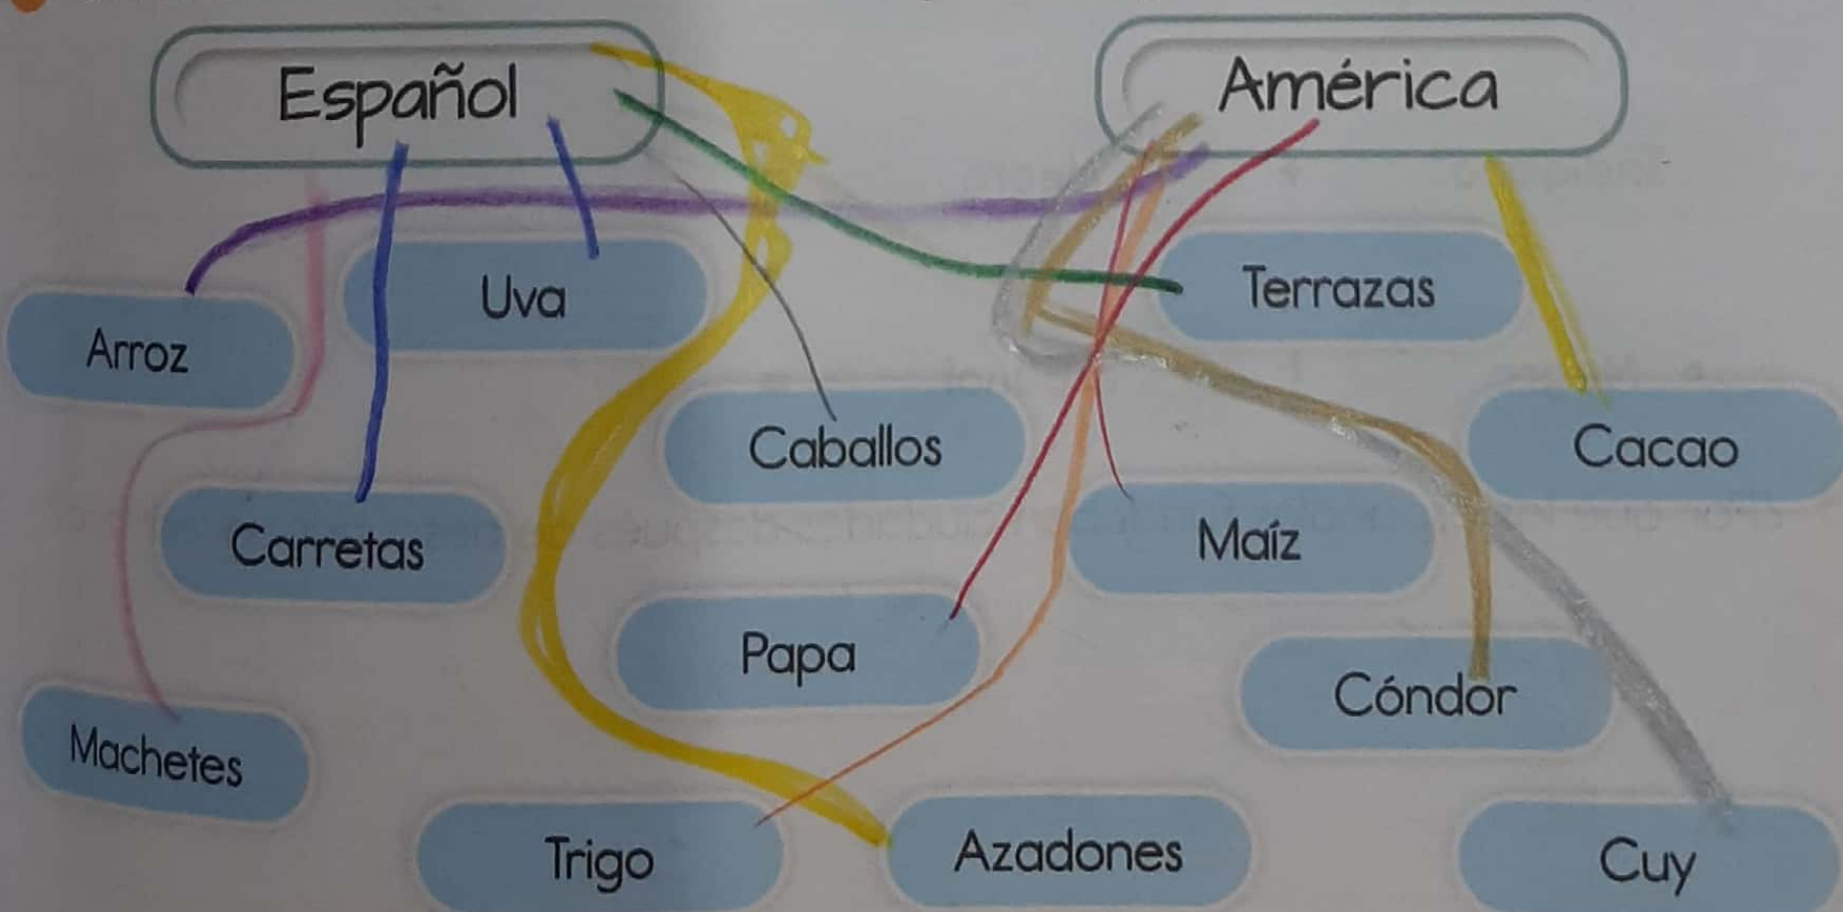 Español
América
Uva
Terrazas
Arroz
Caballos
Cacao
Carretas
Maíz
Papa
Cóndor
Machetes
Trigo
Azadones
Cuy